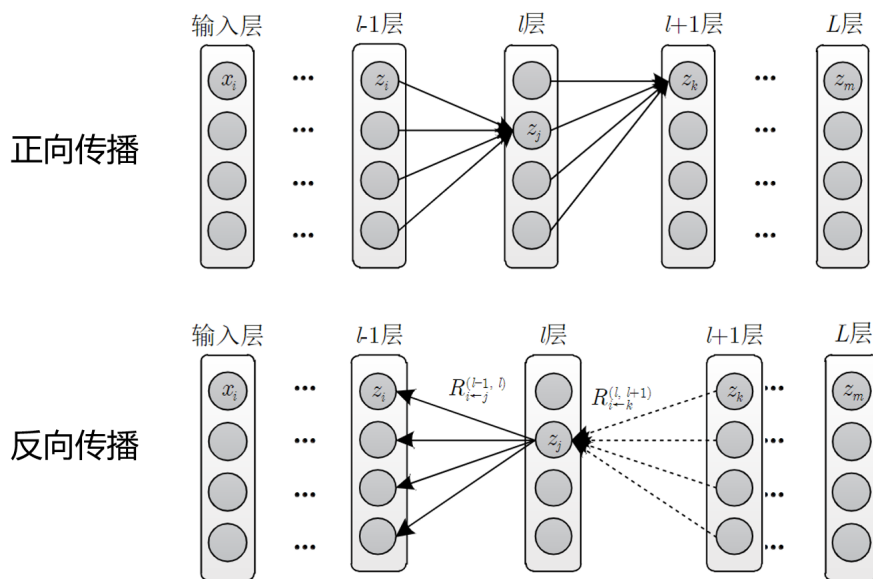 输入层 l-1层 l层 l+1层 L层
x_i ... z_i z_k ... z_m
... z_j
正向传播
...
... ...
...
输入层 l-1层 l层 l+1层 L层
R_{i←j}^{(l-1, l)} R_{i←k}^{(l, l+1)}
x_i ... z_i z_k ... z_m
反向传播
... z_j ...
... ...
... ...